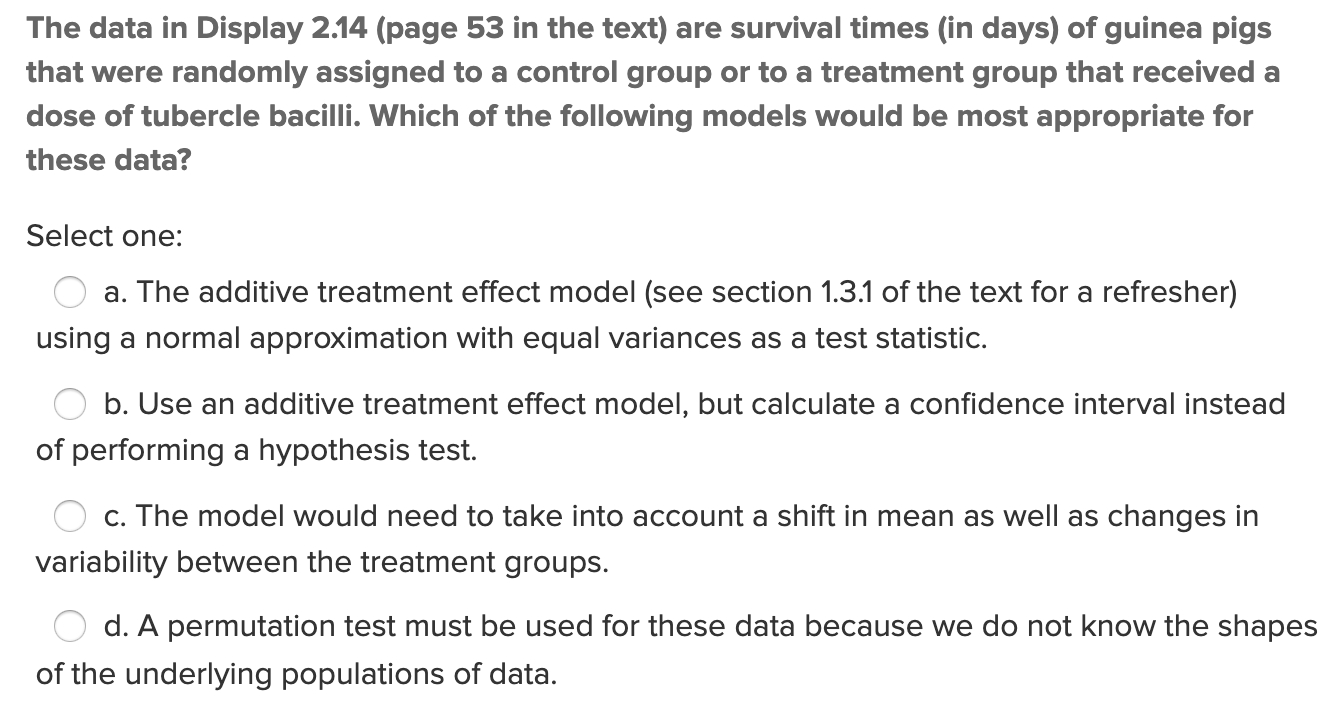 The data in Display 2.14 (page 53 in the text) are survival times (in days) of guinea pigs
that were randomly assigned to a control group or to a treatment group that received a
dose of tubercle bacilli. Which of the following models would be most appropriate for
these data?
Select one:
a. The additive treatment effect model (see section 1.3.1 of the text for a refresher)
using a normal approximation with equal variances as a test statistic.
b. Use an additive treatment effect model, but calculate a confidence interval instead
of performing a hypothesis test.
c. The model would need to take into account a shift in mean as well as changes in
variability between the treatment groups.
d. A permutation test must be used for these data because we do not know the shapes
of the underlying populations of data.